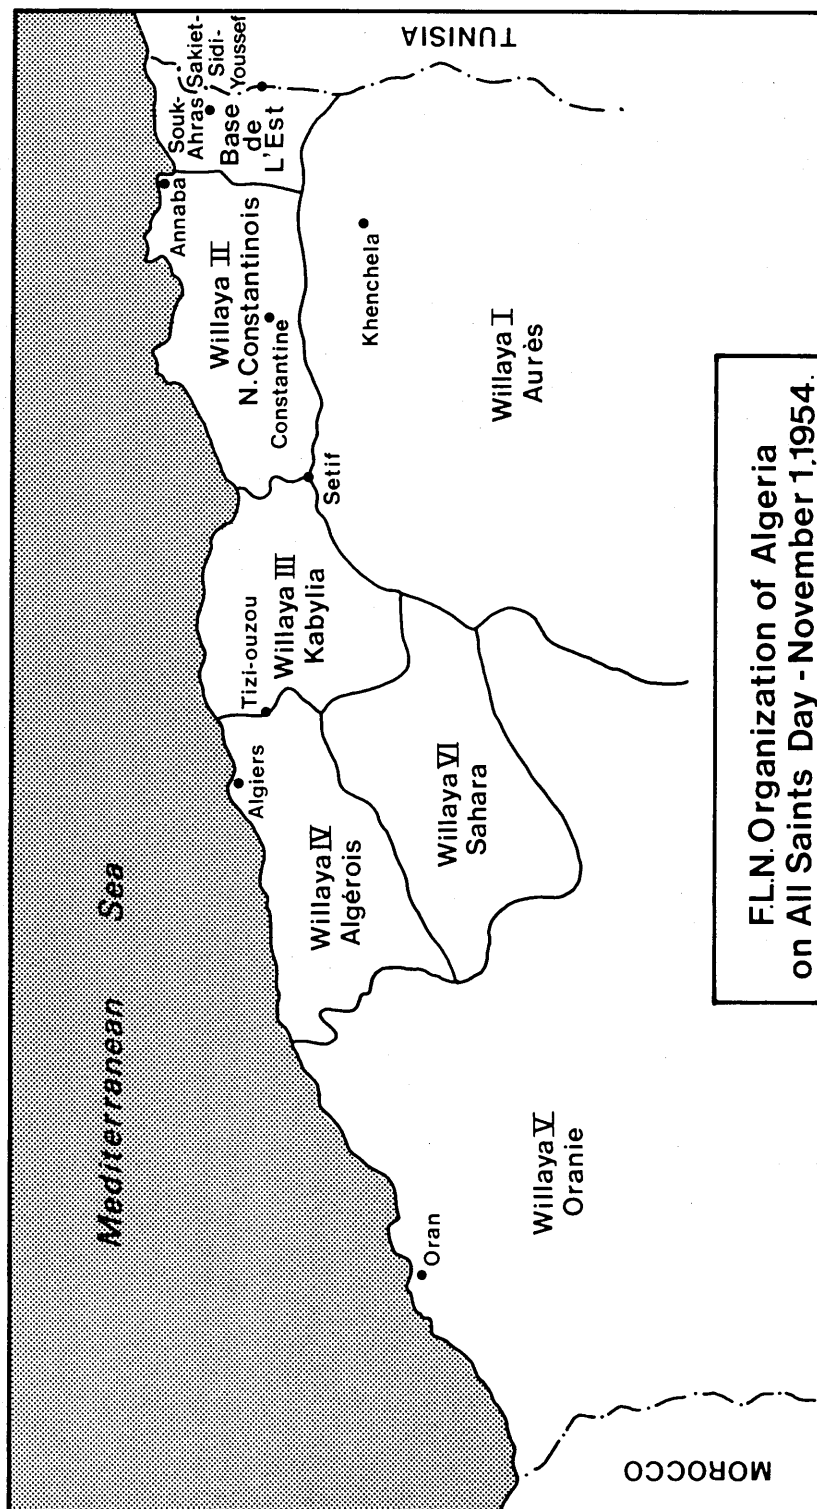 Mediterranean Sea
MOROCCO
TUNISIA
Oran
Willaya V
Oranie
Willaya IV
Algérois
Algiers
Tizi-ouzou
Willaya III
Kabylia
Willaya VI
Sahara
Setif
Constantine
Willaya II
N.Constantinois
Annaba
Souk-
Ahras
Sakiet-
Sidi-
Youssef
Base
de
L'Est
Khenchela
Willaya I
Aurès
F.L.N. Organization of Algeria
on All Saints Day - November 1,1954.